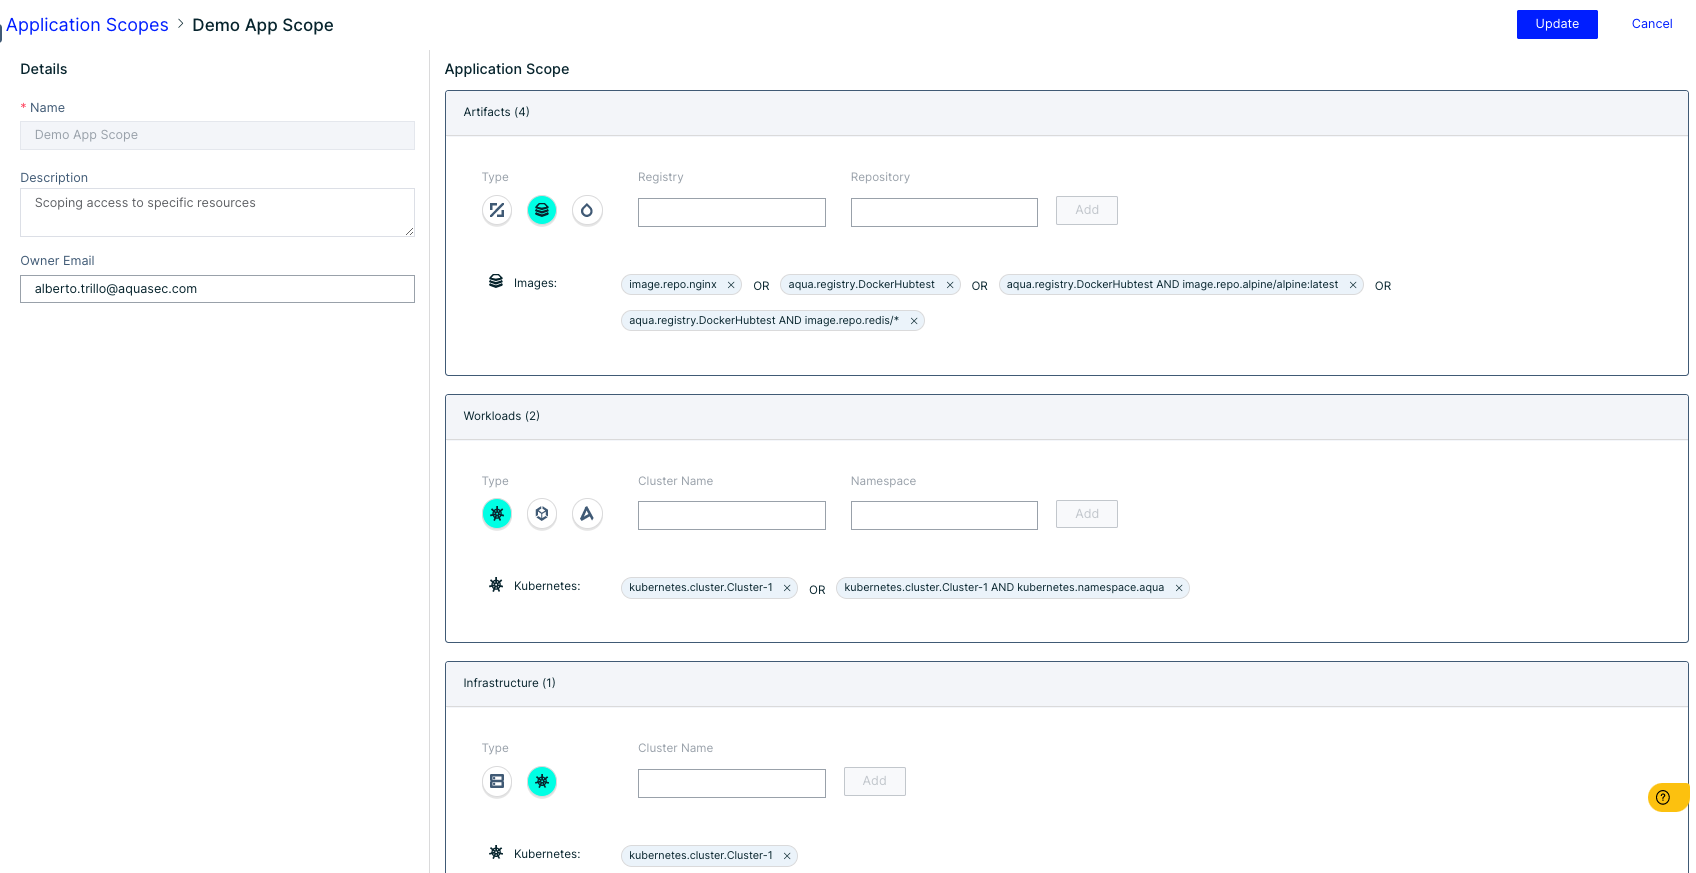 Application Scopes > Demo App Scope
Update
Cancel
Details
* Name
Demo App Scope
Description
Scoping access to specific resources
Owner Email
alberto.trillo@aquasec.com
Application Scope
Artifacts (4)
Type Registry Repository
Add
Images: image.repo.nginx × OR aqua.registry.DockerHubtest × OR aqua.registry.DockerHubtest AND image.repo.alpine/alpine:latest × OR
aqua.registry.DockerHubtest AND image.repo.redis/* ×
Workloads (2)
Type Cluster Name Namespace
Add
Kubernetes: kubernetes.cluster.Cluster-1 × OR kubernetes.cluster.Cluster-1 AND kubernetes.namespace.aqua ×
Infrastructure (1)
Type Cluster Name
Add
Kubernetes: kubernetes.cluster.Cluster-1 ×